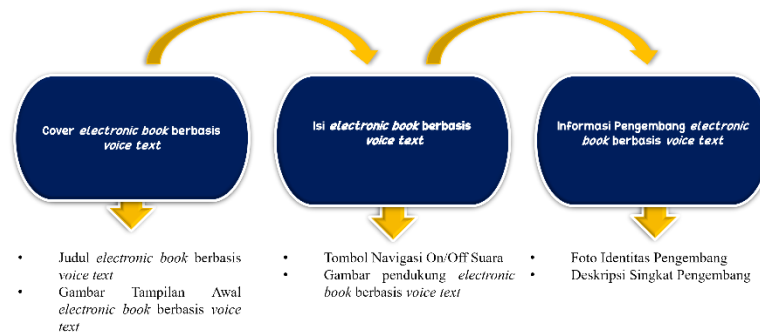 Cover electronic book berbasis
voice text
Isi electronic book berbasis
voice text
Informasi Pengembang electronic
book berbasis voice text
• Judul electronic book berbasis
voice text
• Gambar Tampilan Awal
electronic book berbasis voice
text
• Tombol Navigasi On/Off Suara
• Gambar pendukung electronic
book berbasis voice text
• Foto Identitas Pengembang
• Deskripsi Singkat Pengembang